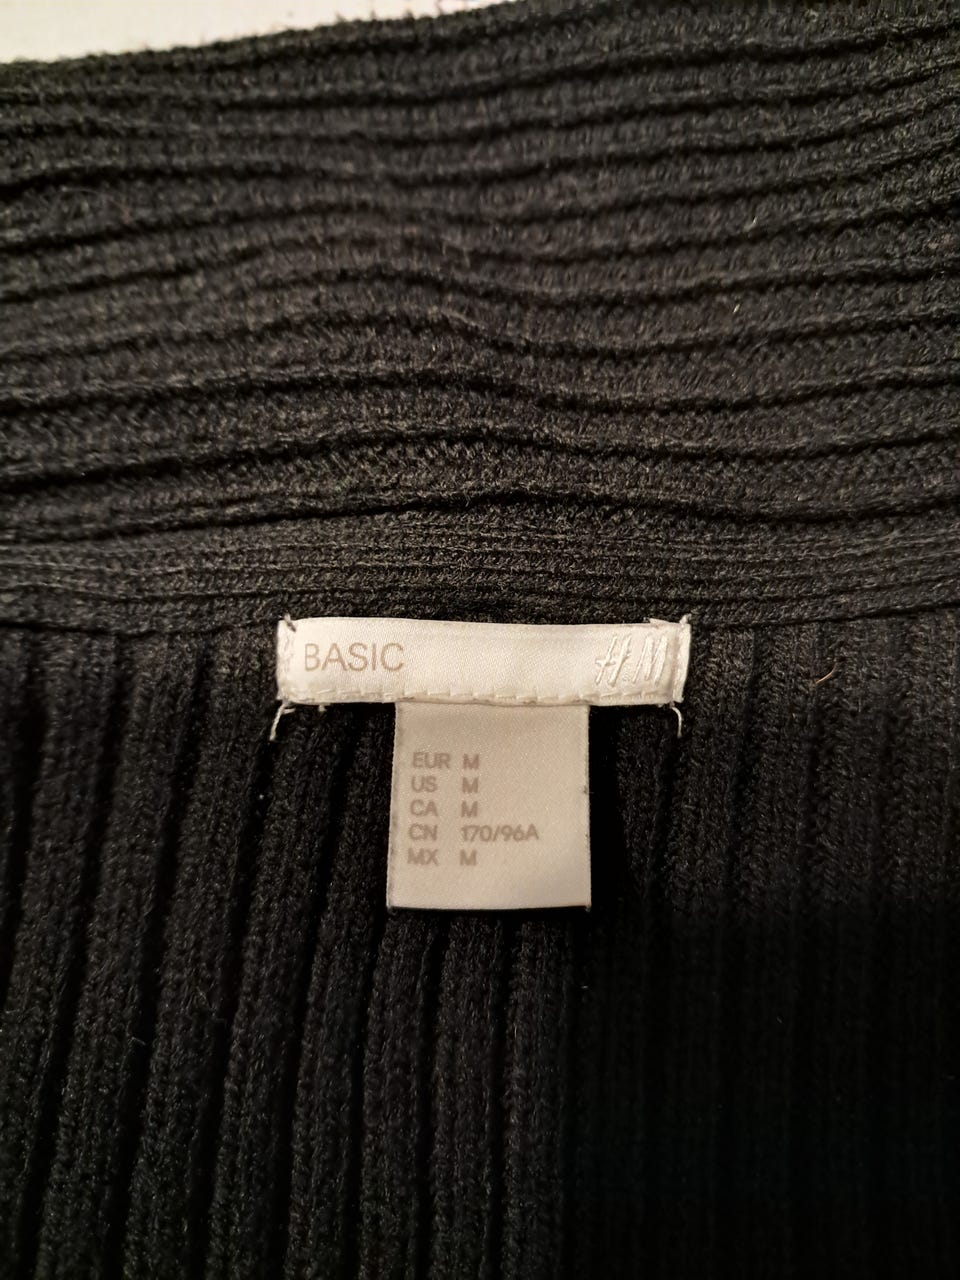 BASIC H&M
EUR M
US M
CA M
CN 170/96A
MX M